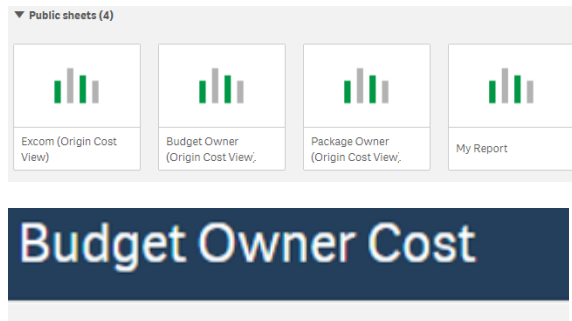 Public sheets (4)
Excom (Origin Cost
View)
Budget Owner
(Origin Cost View).
Package Owner
(Origin Cost View).
My Report
Budget Owner Cost